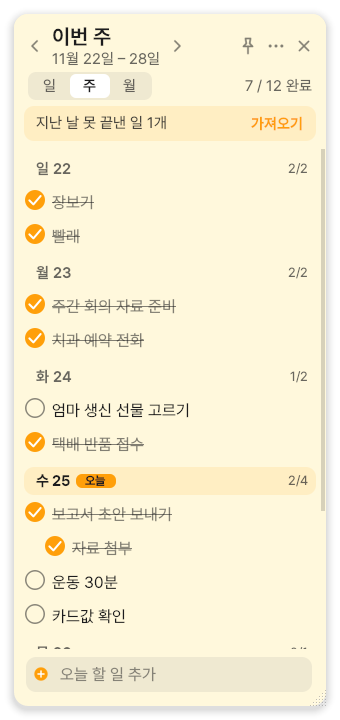 이번 주
11월 22일 – 28일
일 주 월
7 / 12 완료
지난 날 못 끝낸 일 1개 가져오기
일 22 2/2
장보기
빨래
월 23 2/2
주간 회의 자료 준비
치과 예약 전화
화 24 1/2
엄마 생신 선물 고르기
택배 반품 접수
수 25 오늘 2/4
보고서 초안 보내기
자료 첨부
운동 30분
카드값 확인
오늘 할 일 추가